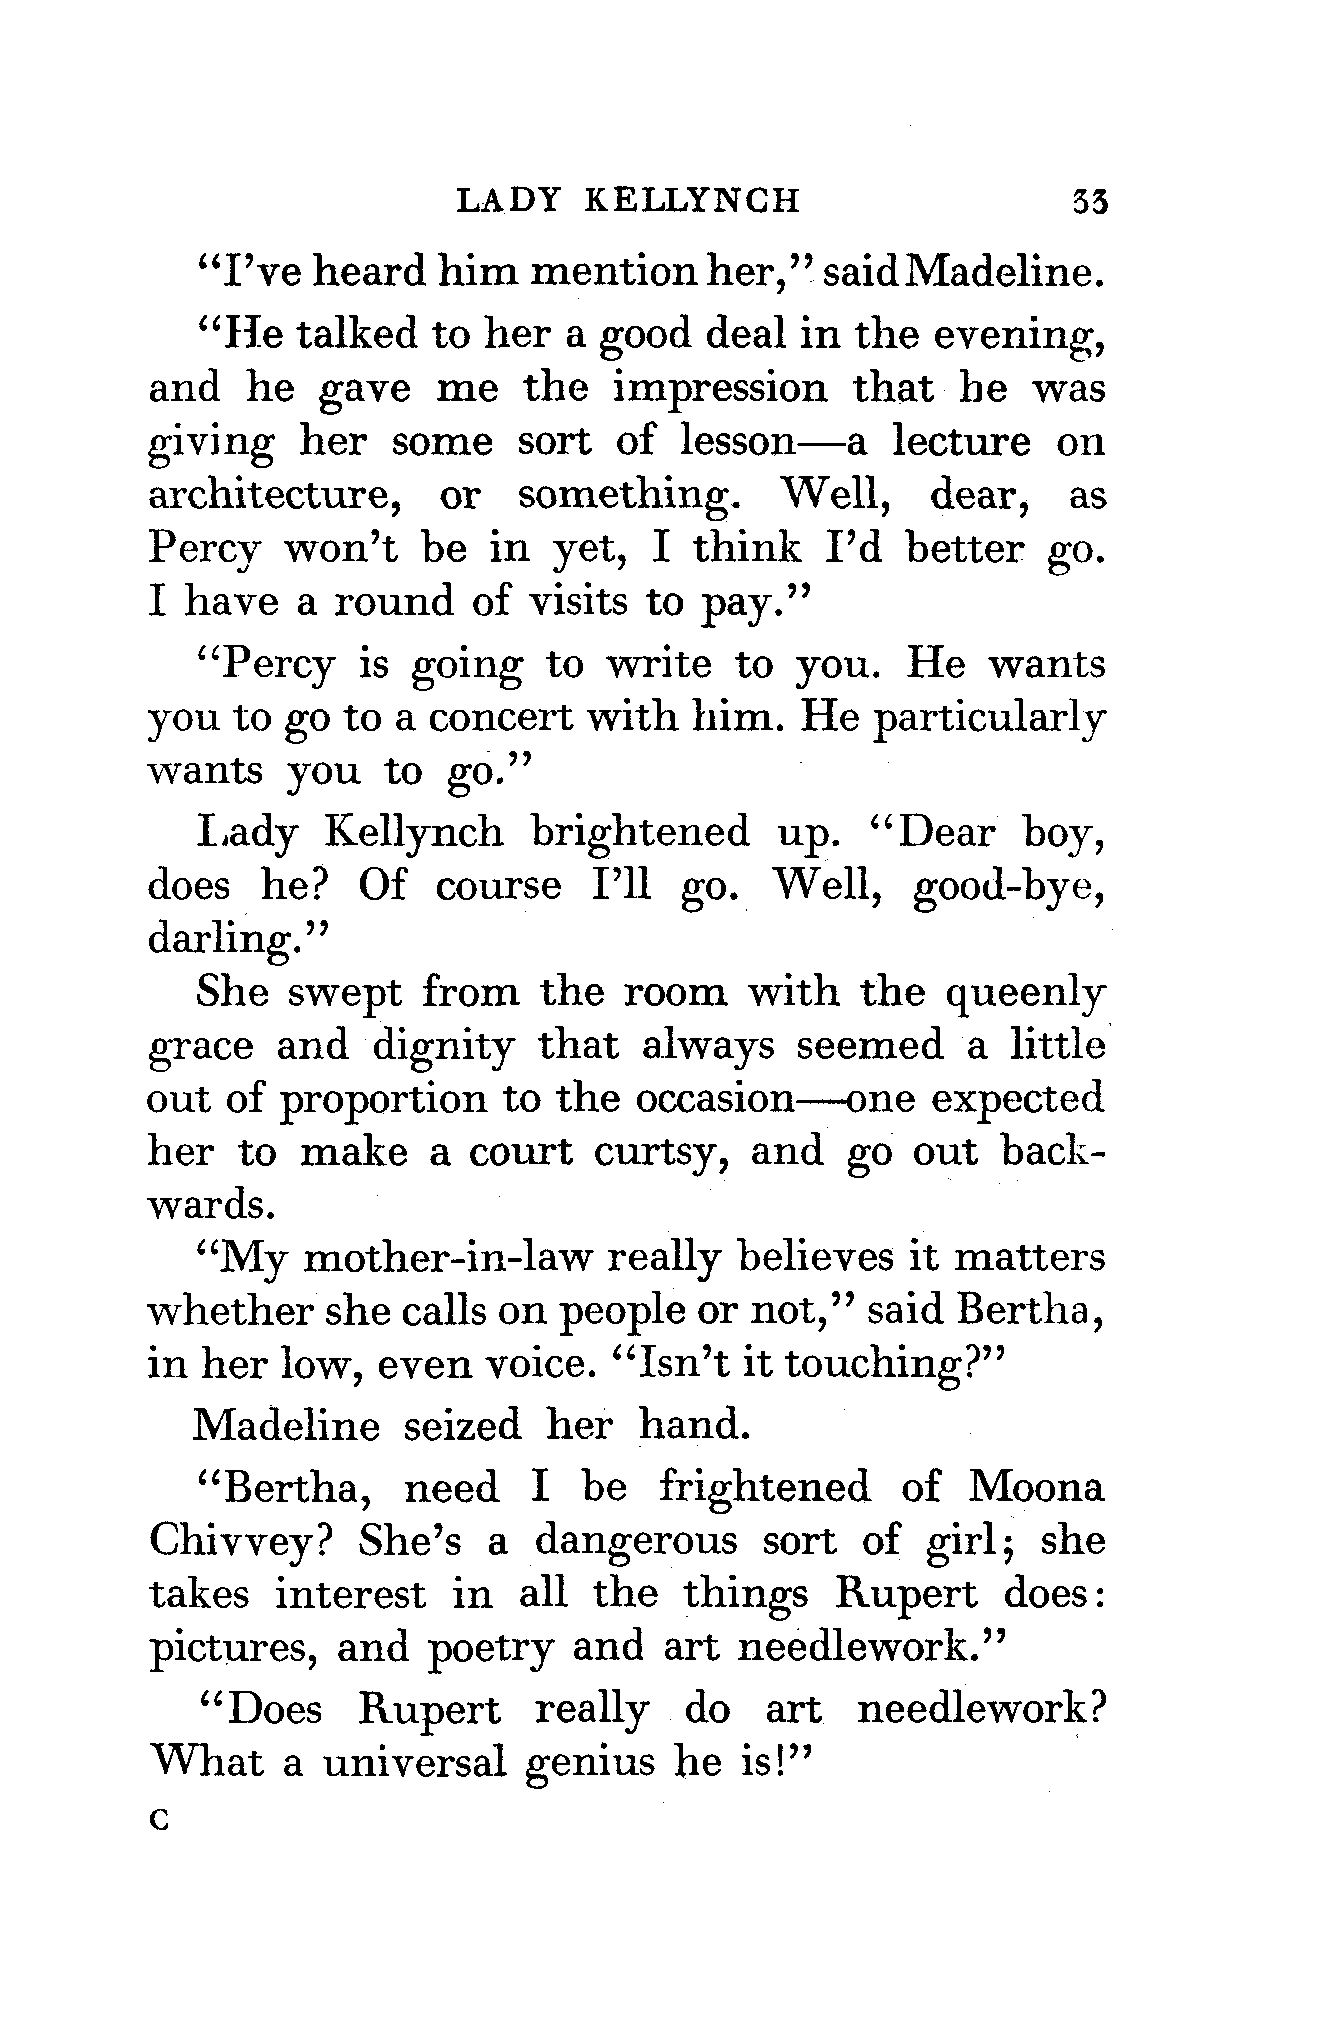 LADY KELLYNCH 33
“I’ve heard him mention her,” said Madeline.
“He talked to her a good deal in the evening,
and he gave me the impression that he was
giving her some sort of lesson—a lecture on
architecture, or something. Well, dear, as
Percy won’t be in yet, I think I’d better go.
I have a round of visits to pay.”
“Percy is going to write to you. He wants
you to go to a concert with him. He particularly
wants you to go.”
Lady Kellynch brightened up. “Dear boy,
does he? Of course I’ll go. Well, good-bye,
darling.”
She swept from the room with the queenly
grace and dignity that always seemed a little
out of proportion to the occasion—one expected
her to make a court curtsy, and go out back-
wards.
“My mother-in-law really believes it matters
whether she calls on people or not,” said Bertha,
in her low, even voice. “Isn’t it touching?”
Madeline seized her hand.
“Bertha, need I be frightened of Moona
Chivvey? She’s a dangerous sort of girl; she
takes interest in all the things Rupert does:
pictures, and poetry and art needlework.”
“Does Rupert really do art needlework?
What a universal genius he is!”
C